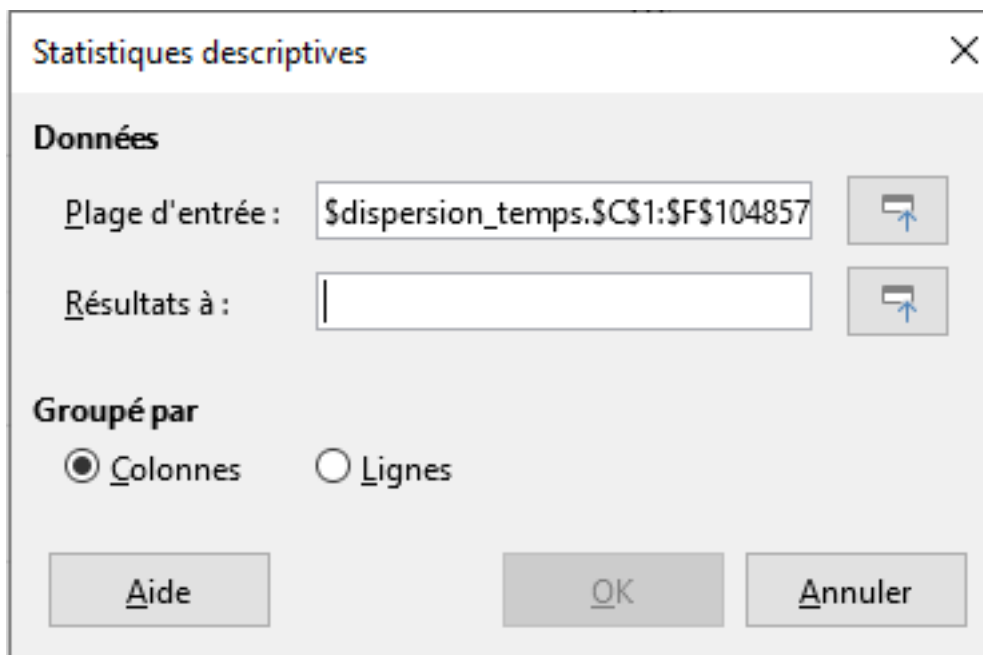 Statistiques descriptives
Données
Plage d'entrée : $dispersion_temps.$C$1:$F$104857
Résultats à :
Groupé par
Colonnes Lignes
Aide OK Annuler